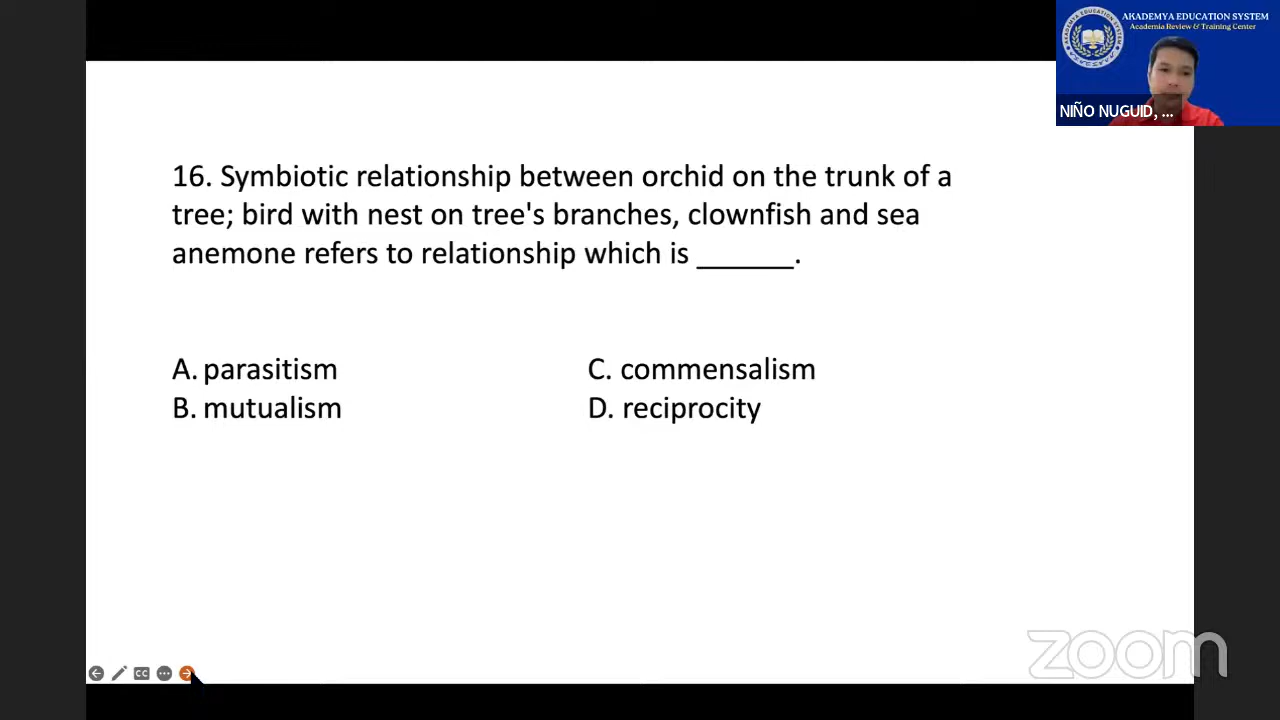 AKADEMYA EDUCATION SYSTEM
Academia Review & Training Center
NIÑO NUGUID, ...
16. Symbiotic relationship between orchid on the trunk of a
tree; bird with nest on tree's branches, clownfish and sea
anemone refers to relationship which is ______.
A. parasitism
B. mutualism
C. commensalism
D. reciprocity
CC
zoom